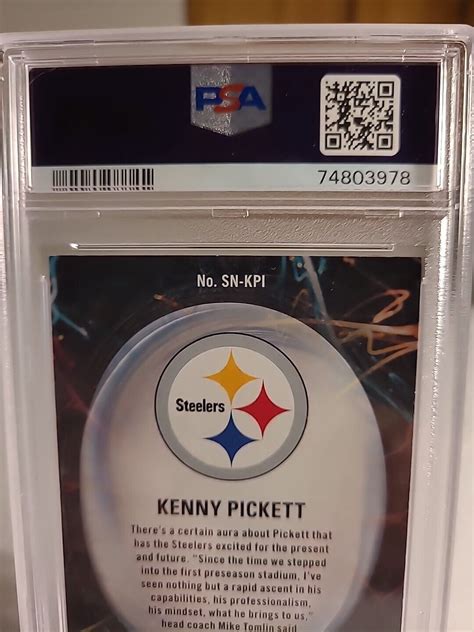 PSA
74803978
No. SN-KPI
Steelers
KENNY PICKETT
There's a certain aura about Pickett that
has the Steelers excited for the present
and future. "Since the time we stepped
into the first preseason stadium, I've
seen nothing but a rapid ascent in his
capabilities, his professionalism,
his mindset, what he brings to us,"
head coach Mike Tomlin said